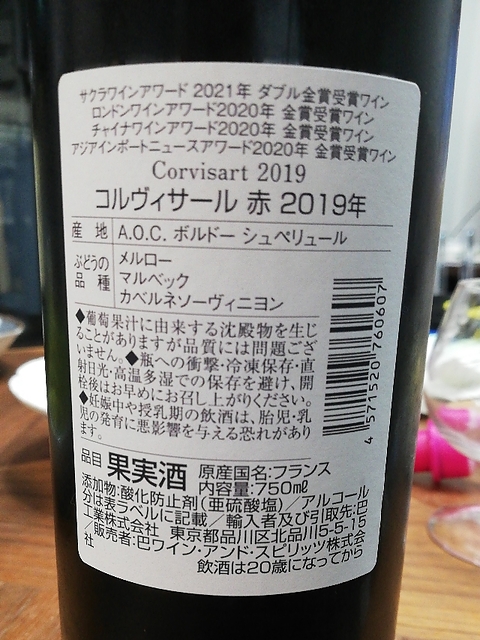 サクラワインアワード 2021年 ダブル金賞受賞ワイン
ロンドンワインアワード2020年 金賞受賞ワイン
チャイナワインアワード2020年 金賞受賞ワイン
アジアインポートニュースアワード2020年 金賞受賞ワイン
Corvisart 2019
コルヴィサール 赤 2019年
産 地 A.O.C. ボルドー シュペリュール
ぶどうの品 種 メルロー
マルベック
カベルネソーヴィニヨン
◆葡萄果汁に由来する沈殿物を生じ
ることがありますが品質には問題ござ
いません。◆瓶への衝撃・冷凍保存・直
射日光・高温多湿での保存を避け、開
栓後はお早めにお召し上がりください。
◆妊娠中や授乳期の飲酒は、胎児・乳
児の発育に悪影響を与える恐れがあり
ます。
4 571520 760607
品目 果実酒 原産国名:フランス
内容量:750㎖
添加物:酸化防止剤(亜硫酸塩)/アルコール
分は表ラベルに記載/輸入者及び引取先:巴
工業株式会社 東京都品川区北品川5-5-15
/販売者:巴ワイン・アンド・スピリッツ株式会
社 飲酒は20歳になってから